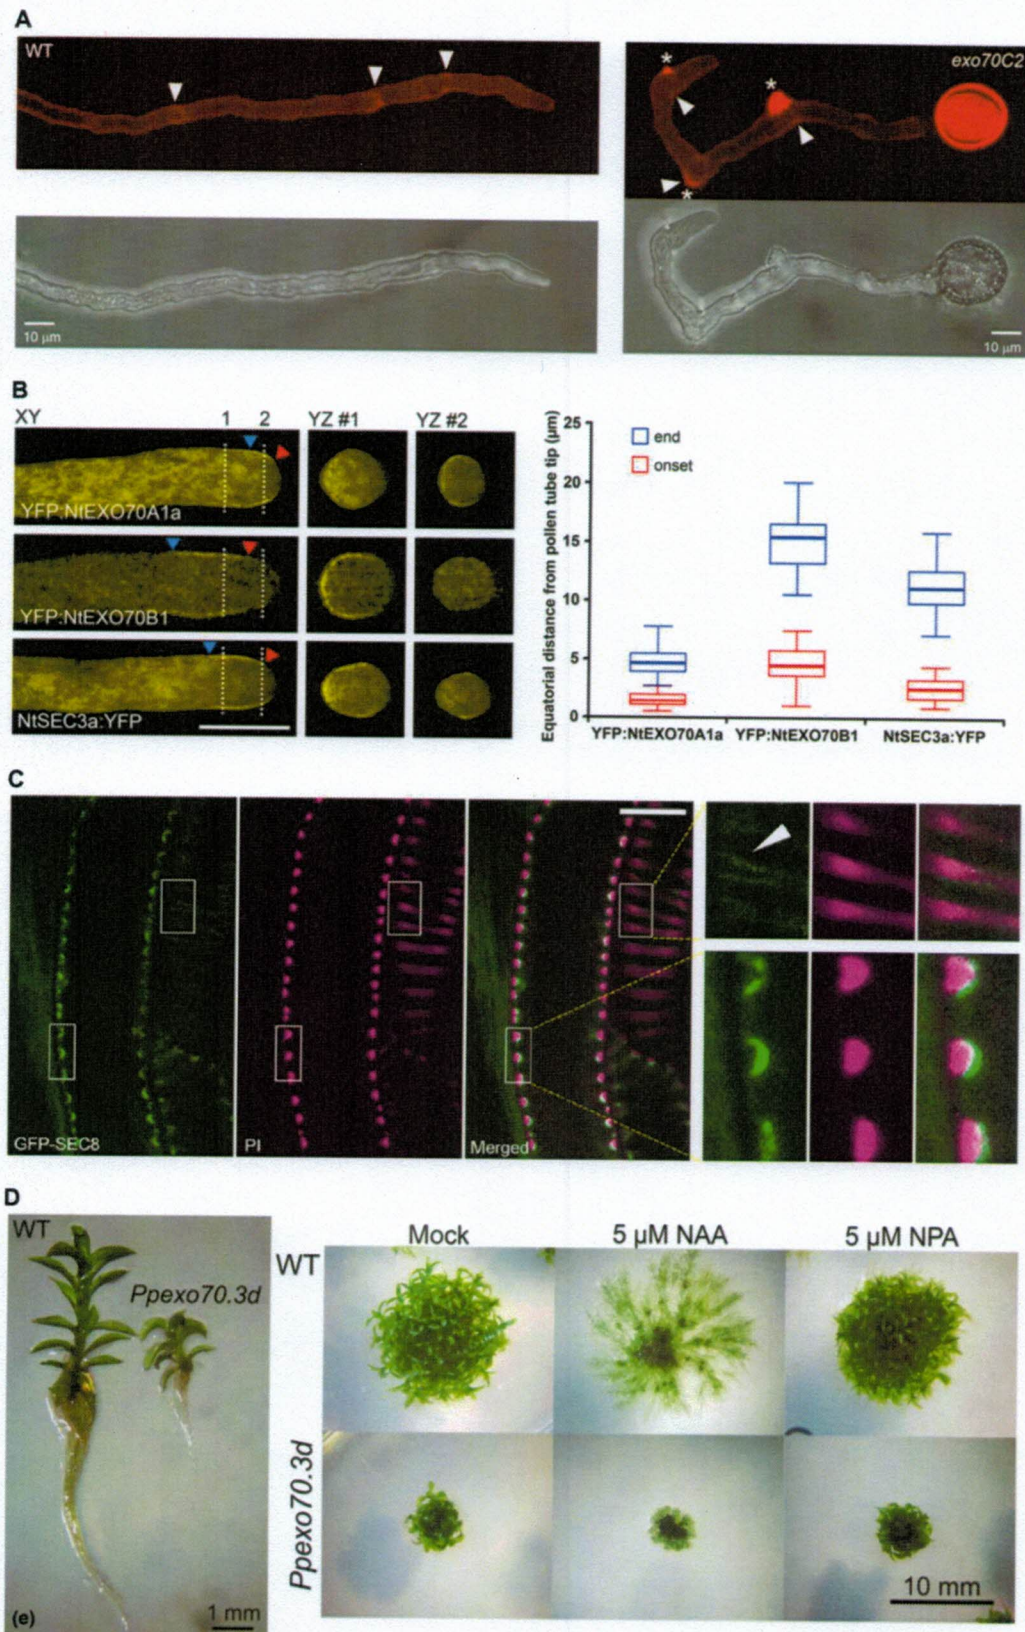 A
WT
exo70C2
10 µm
10 µm
B
XY 1 2 YZ #1 YZ #2
YFP:NtEXO70A1a
YFP:NtEXO70B1
NtSEC3a:YFP
Equatorial distance from pollen tube tip (µm)
25
20
15
10
5
0
end
onset
YFP:NtEXO70A1a YFP:NtEXO70B1 NtSEC3a:YFP
C
GFP-SEC8
PI
Merged
D
WT
Ppexo70.3d
(e)
1 mm
Mock 5 µM NAA 5 µM NPA
WT
Ppexo70.3d
10 mm